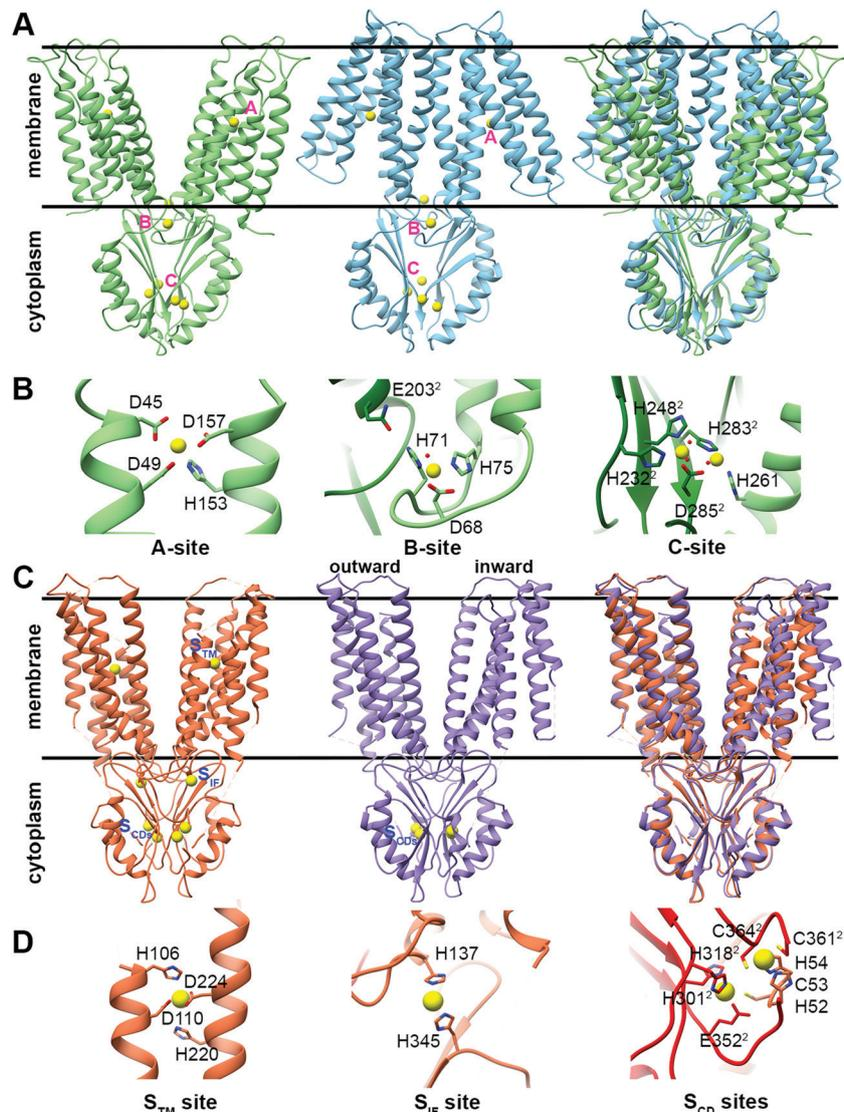 A
membrane
cytoplasm
A
B
C
A
B
C
B
D45
D157
D49
H153
A-site
E203²
H71
H75
D68
B-site
H248²
H283²
H232²
H261
D285²
C-site
C
outward
inward
membrane
cytoplasm
S_TM
S_IF
S_CDs
S_CDs
D
H106
D224
D110
H220
S_TM site
H137
H345
S_IF site
C364²
C361²
H318²
H54
C53
H301²
H52
E352²
S_CD sites